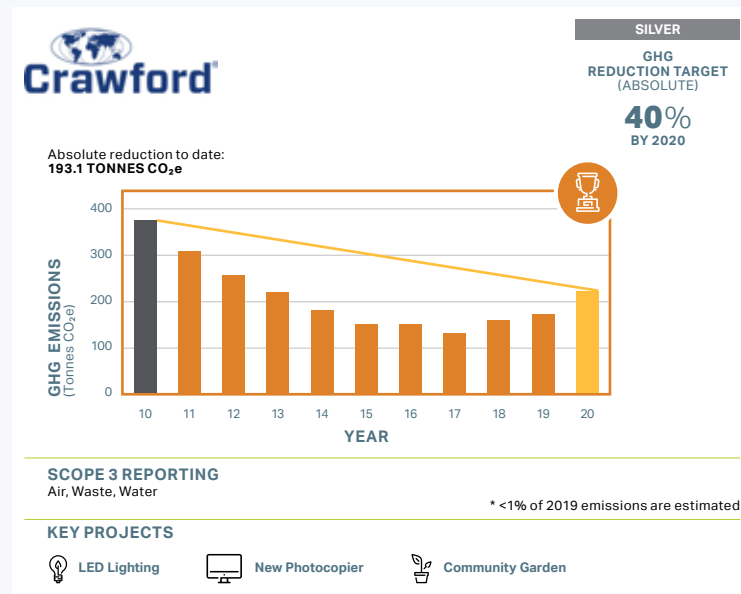 Crawford
SILVER
GHG
REDUCTION TARGET
(ABSOLUTE)
40%
BY 2020
Absolute reduction to date:
193.1 TONNES CO₂e
400
300
200
100
0
GHG EMISSIONS
(Tonnes CO₂e)
10 11 12 13 14 15 16 17 18 19 20
YEAR
SCOPE 3 REPORTING
Air, Waste, Water
* <1% of 2019 emissions are estimated
KEY PROJECTS
LED Lighting
New Photocopier
Community Garden